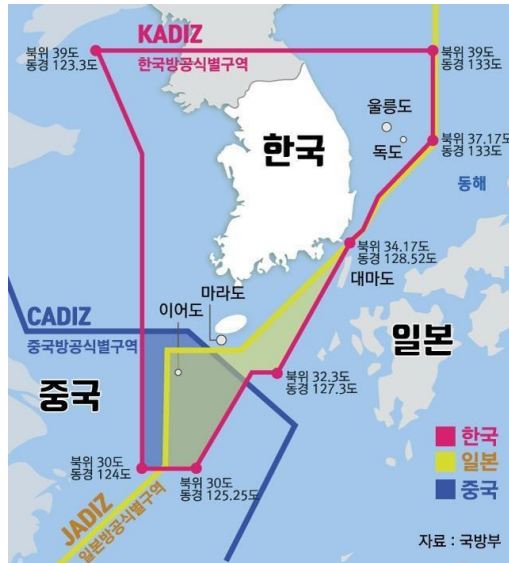 KADIZ
한국방공식별구역
북위 39도
동경 123.3도
북위 39도
동경 133도
울릉도
독도
한국
북위 37.17도
동경 133도
동해
북위 34.17도
동경 128.52도
대마도
마라도
이어도
CADIZ
중국방공식별구역
일본
중국
북위 32.3도
동경 127.3도
북위 30도
동경 124도
북위 30도
동경 125.25도
JADIZ
일본방공식별구역
한국
일본
중국
자료 : 국방부